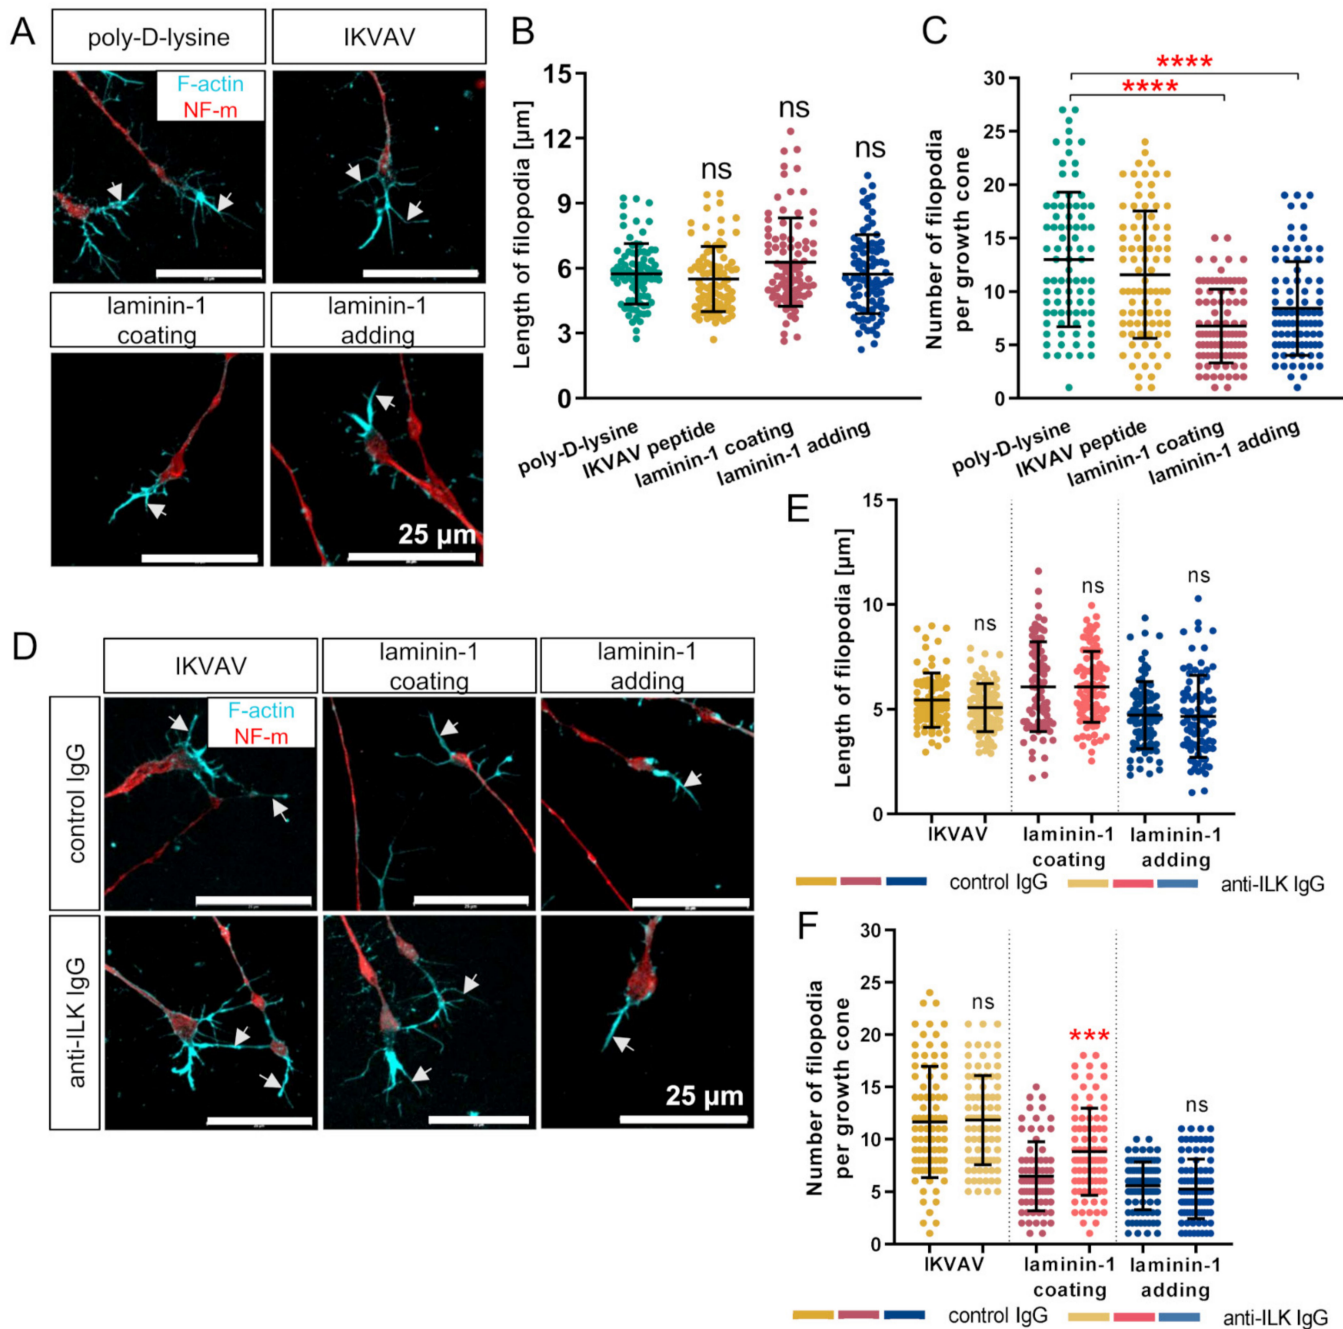 A
poly-D-lysine
IKVAV
F-actin
NF-m
laminin-1
coating
laminin-1
adding
25 µm
B
Length of filopodia [µm]
15
12
9
6
3
0
ns
ns
ns
poly-D-lysine
IKVAV peptide
laminin-1 coating
laminin-1 adding
C
Number of filopodia
per growth cone
30
25
20
15
10
5
0
****
****
poly-D-lysine
IKVAV peptide
laminin-1 coating
laminin-1 adding
D
IKVAV
laminin-1
coating
laminin-1
adding
control IgG
anti-ILK IgG
F-actin
NF-m
25 µm
E
Length of filopodia [µm]
15
10
5
0
ns
ns
ns
IKVAV
laminin-1
coating
laminin-1
adding
control IgG
anti-ILK IgG
F
Number of filopodia
per growth cone
30
25
20
15
10
5
0
ns
***
ns
IKVAV
laminin-1
coating
laminin-1
adding
control IgG
anti-ILK IgG